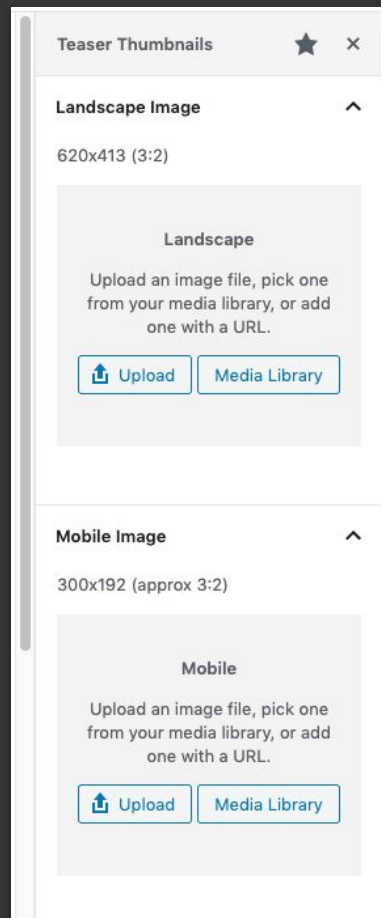 Teaser Thumbnails
Landscape Image
620x413 (3:2)
Landscape
Upload an image file, pick one
from your media library, or add
one with a URL.
Upload
Media Library
Mobile Image
300x192 (approx 3:2)
Mobile
Upload an image file, pick one
from your media library, or add
one with a URL.
Upload
Media Library